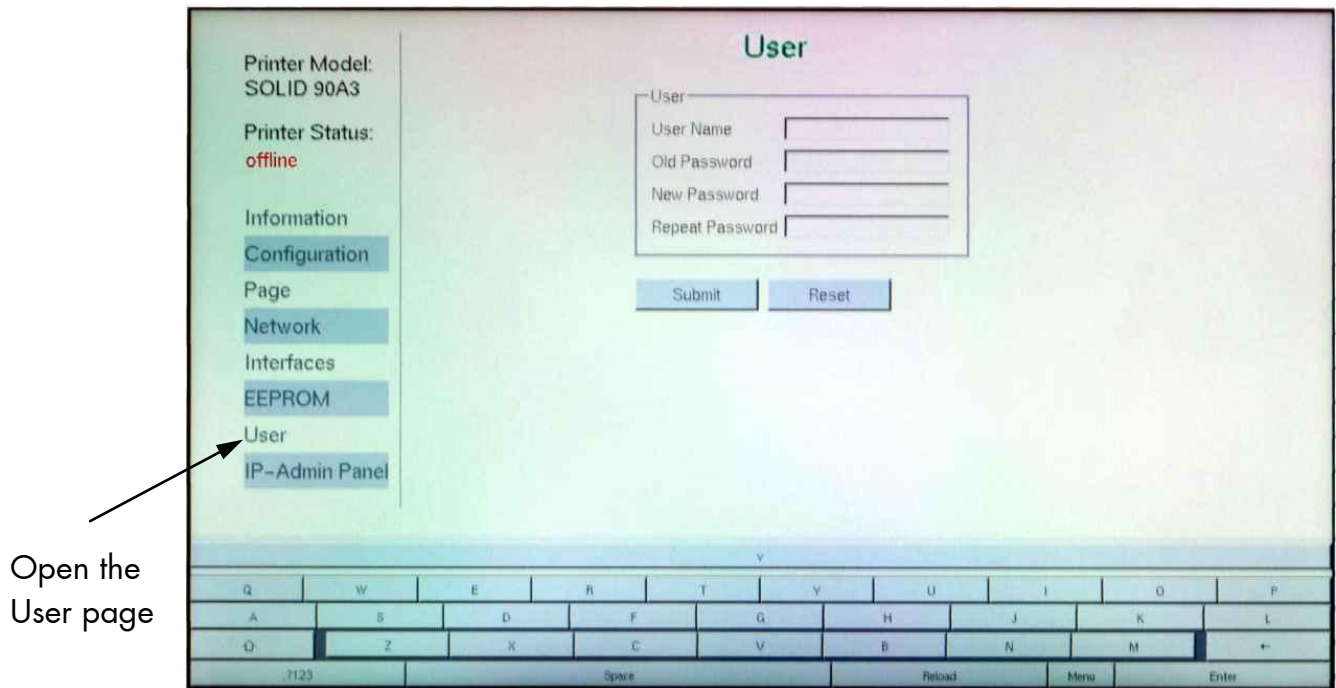 Printer Model:
SOLID 90A3
Printer Status:
offline
Information
Configuration
Page
Network
Interfaces
EEPROM
User
IP-Admin Panel
User
User
User Name
Old Password
New Password
Repeat Password
Submit Reset
Open the
User page
v
Q W E R T Y U I O P
A S D F G H J K L
Z X C V B N M ←
.?123 Space Reload Menu Enter